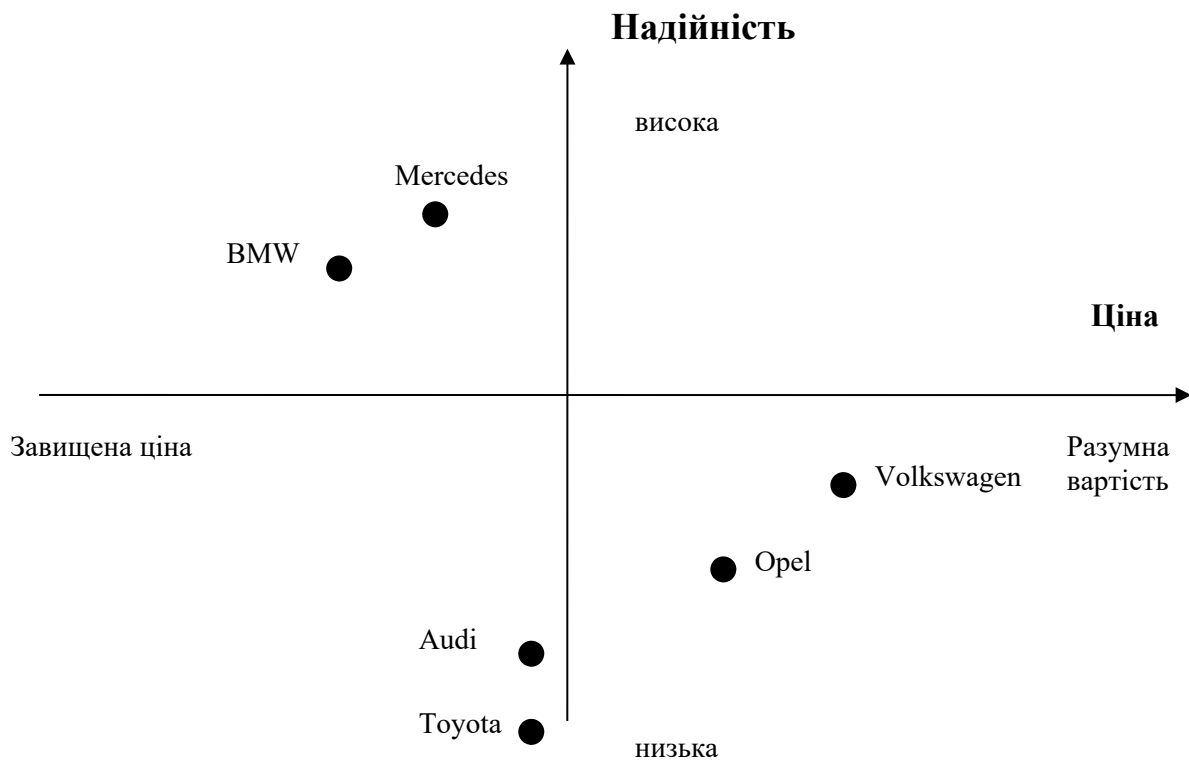 Надійність
висока
Mercedes
BMW
Ціна
Завищена ціна
Разумна
вартість
Volkswagen
Opel
Audi
Toyota
низька